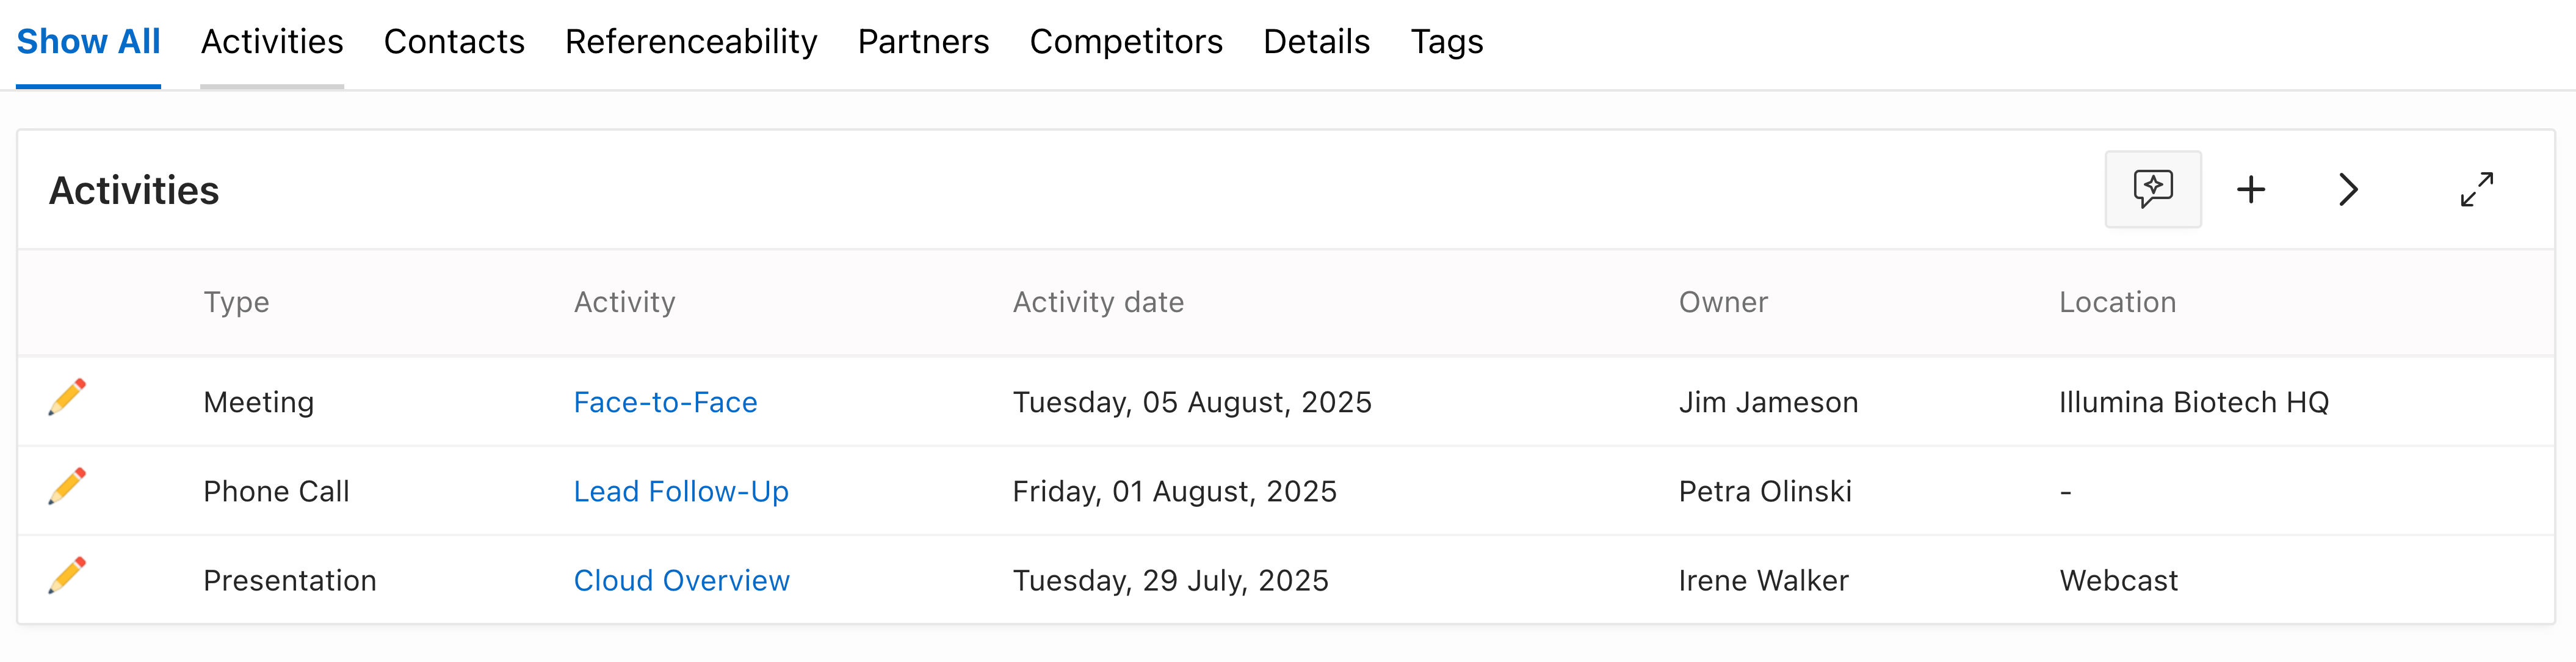 Show All Activities Contacts Referenceability Partners Competitors Details Tags
Activities
Type Activity Activity date Owner Location
Meeting Face-to-Face Tuesday, 05 August, 2025 Jim Jameson Illumina Biotech HQ
Phone Call Lead Follow-Up Friday, 01 August, 2025 Petra Olinski -
Presentation Cloud Overview Tuesday, 29 July, 2025 Irene Walker Webcast